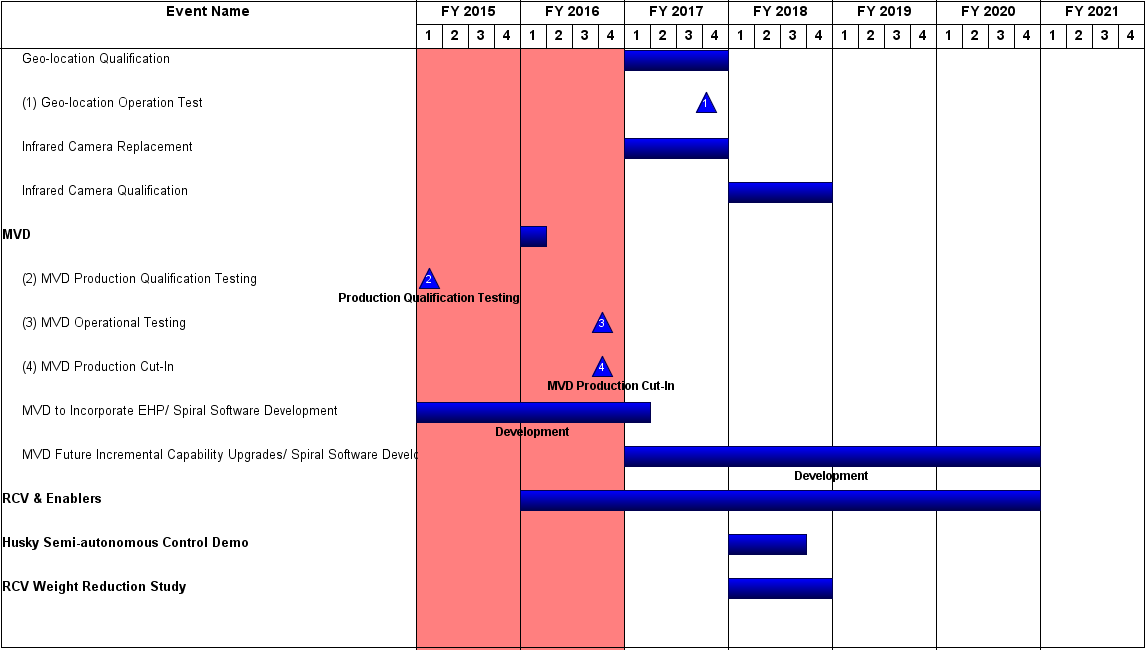 Event Name FY 2015 FY 2016 FY 2017 FY 2018 FY 2019 FY 2020 FY 2021
1 2 3 4 1 2 3 4 1 2 3 4 1 2 3 4 1 2 3 4 1 2 3 4 1 2 3 4
Geo-location Qualification
(1) Geo-location Operation Test 1
Infrared Camera Replacement
Infrared Camera Qualification
MVD
(2) MVD Production Qualification Testing 2
Production Qualification Testing
(3) MVD Operational Testing 3
(4) MVD Production Cut-In 4
MVD Production Cut-In
MVD to Incorporate EHP/ Spiral Software Development
Development
MVD Future Incremental Capability Upgrades/ Spiral Software Develo
Development
RCV & Enablers
Husky Semi-autonomous Control Demo
RCV Weight Reduction Study